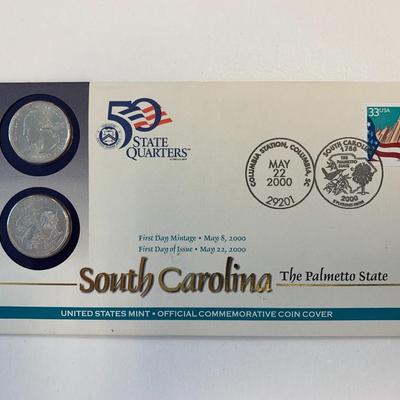 50
STATE
QUARTERS
33USA
COLUMBIA STATION, COLUMBIA, SC
MAY
22
2000
29201
SOUTH CAROLINA
1788
THE
PALMETTO
STATE
2000
First Day Mintage • May 8, 2000
First Day of Issue • May 22, 2000
South Carolina The Palmetto State
UNITED STATES MINT • OFFICIAL COMMEMORATIVE COIN COVER